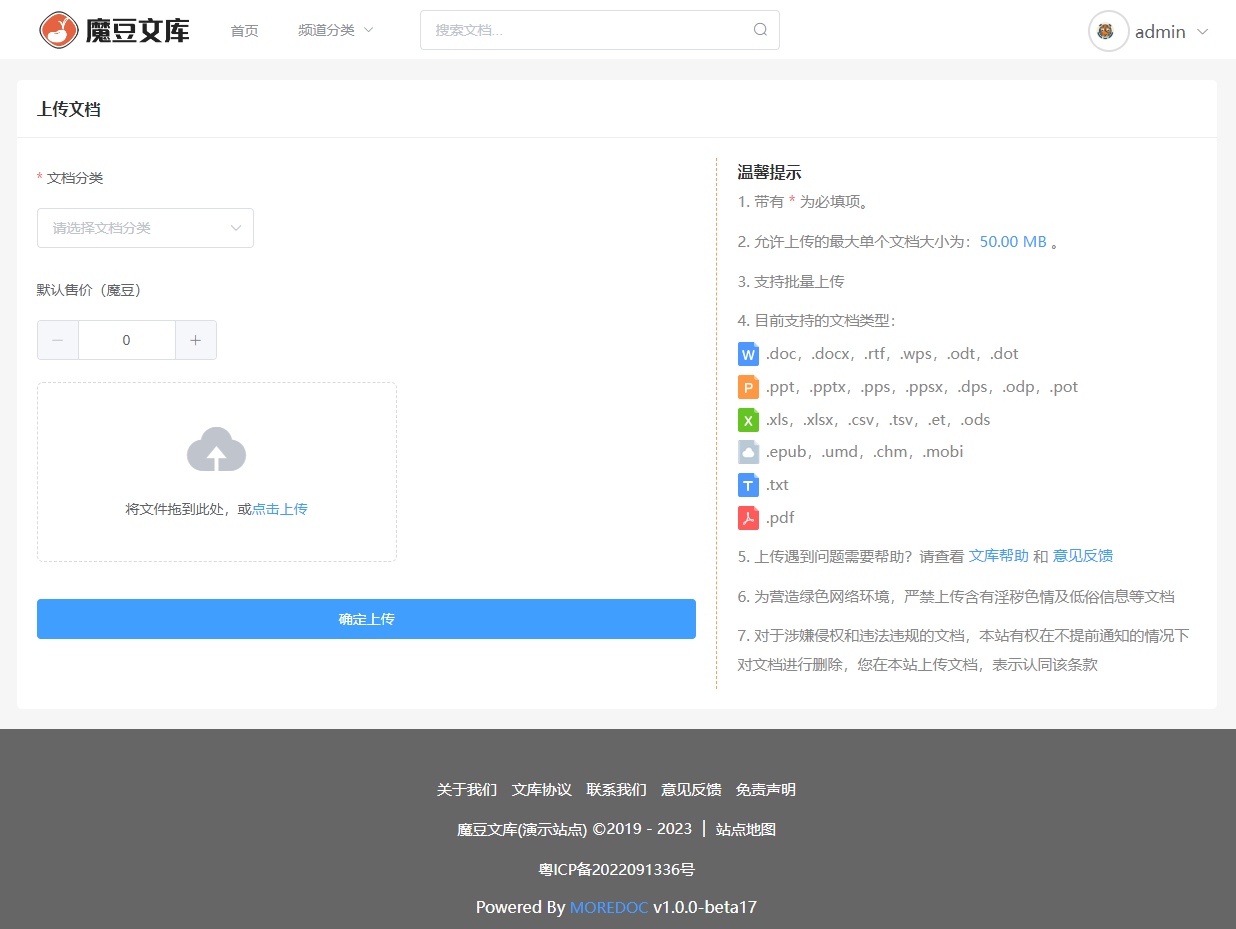 魔豆文库 首页 频道分类 搜索文档... admin
上传文档
* 文档分类
请选择文档分类
默认售价（魔豆）
0
将文件拖到此处，或点击上传
确定上传
温馨提示
1. 带有 * 为必填项。
2. 允许上传的最大单个文档大小为：50.00 MB 。
3. 支持批量上传
4. 目前支持的文档类型：
W .doc，.docx，.rtf，.wps，.odt，.dot
P .ppt，.pptx，.pps，.ppsx，.dps，.odp，.pot
X .xls，.xlsx，.csv，.tsv，.et，.ods
.epub，.umd，.chm，.mobi
T .txt
.pdf
5. 上传遇到问题需要帮助？请查看 文库帮助 和 意见反馈
6. 为营造绿色网络环境，严禁上传含有淫秽色情及低俗信息等文档
7. 对于涉嫌侵权和违法违规的文档，本站有权在不提前通知的情况下
对文档进行删除，您在本站上传文档，表示认同该条款
关于我们 文库协议 联系我们 意见反馈 免责声明
魔豆文库(演示站点) ©2019 - 2023 | 站点地图
粤ICP备2022091336号
Powered By MOREDOC v1.0.0-beta17